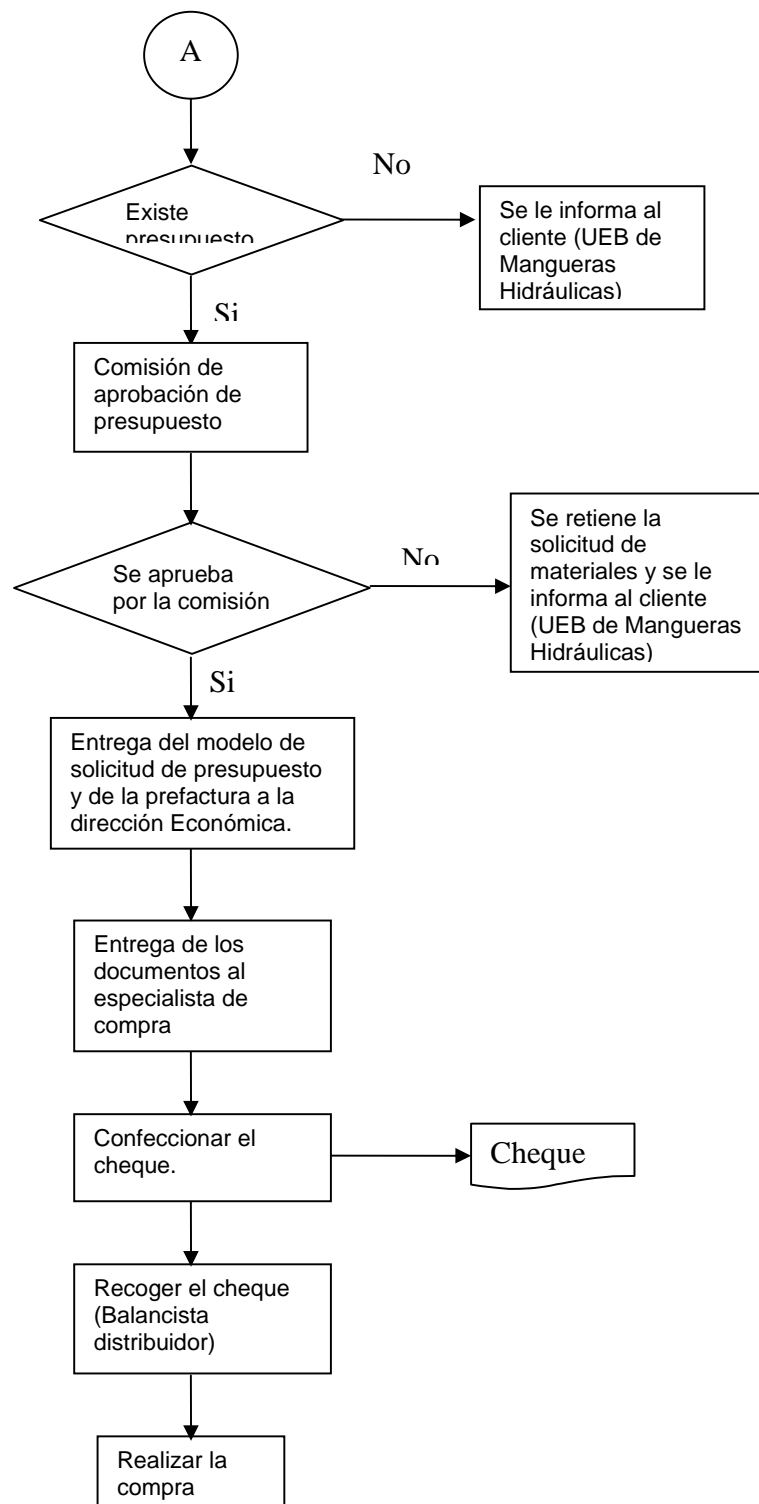 A
No
Existe
presupuesto
Se le informa al
cliente (UEB de
Mangueras
Hidráulicas)
Si
Comisión de
aprobación de
presupuesto
Se aprueba
por la comisión
No
Se retiene la
solicitud de
materiales y se le
informa al cliente
(UEB de Mangueras
Hidráulicas)
Si
Entrega del modelo de
solicitud de presupuesto
y de la prefactura a la
dirección Económica.
Entrega de los
documentos al
especialista de
compra
Confeccionar el
cheque.
Cheque
Recoger el cheque
(Balancista
distribuidor)
Realizar la
compra